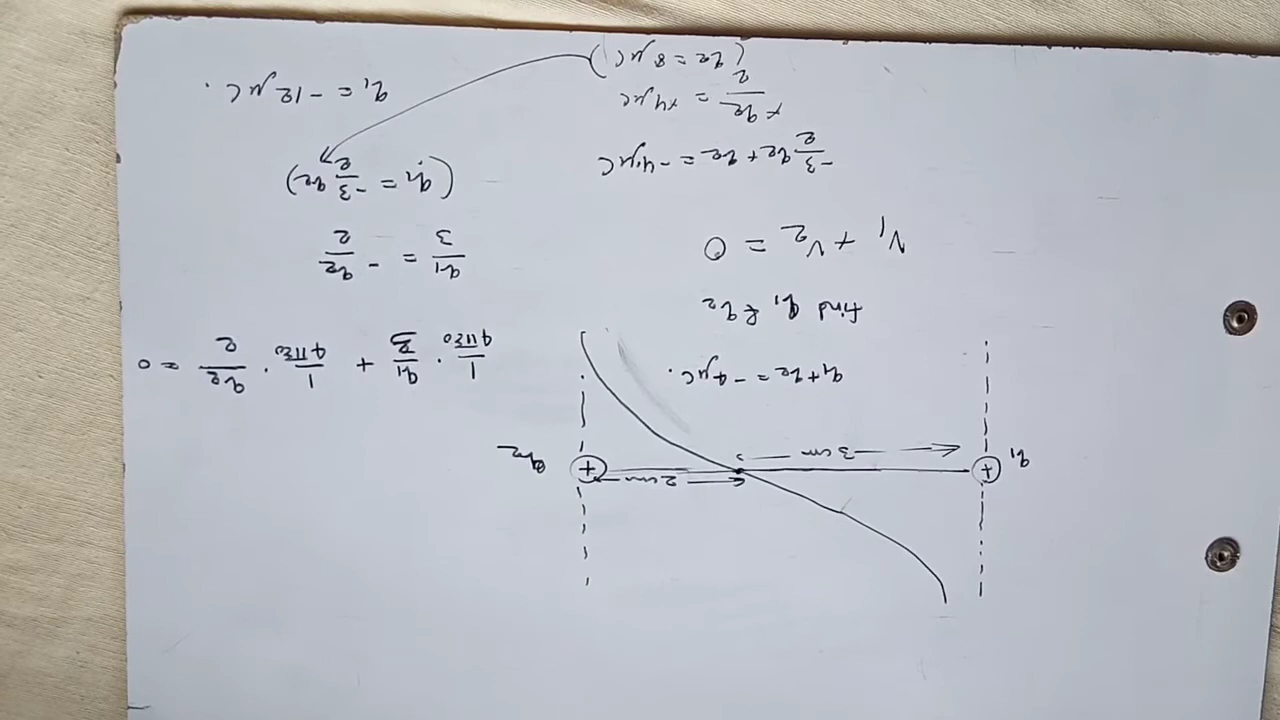 q₁ ⊕ — 3 cm → — 2 cm → ⊕ q₂
q₁ + q₂ = -4 μC.
find q₁ & q₂
V₁ + V₂ = 0
-3/2 q₂ + q₂ = -4 μC
+ q₂/2 = +4 μC
(q₂ = 8 μC)
1/4πε₀ · q₁/3 + 1/4πε₀ · q₂/2 = 0
q₁/3 = - q₂/2
(q₁ = -3/2 q₂)
q₁ = -12 μC.